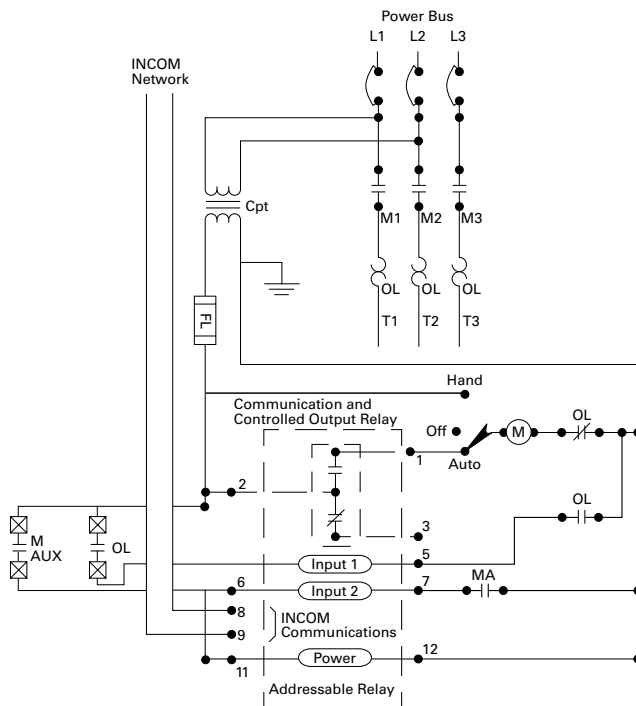 Power Bus
L1 L2 L3
INCOM
Network
Cpt
M1 M2 M3
OL OL OL
FL
T1 T2 T3
Hand
Communication and
Controlled Output Relay
OL
Off
M
1
Auto
2
OL
M
AUX
OL
3
5
Input 1
6
Input 2
7
MA
8
INCOM
Communications
9
Power
12
11
Addressable Relay